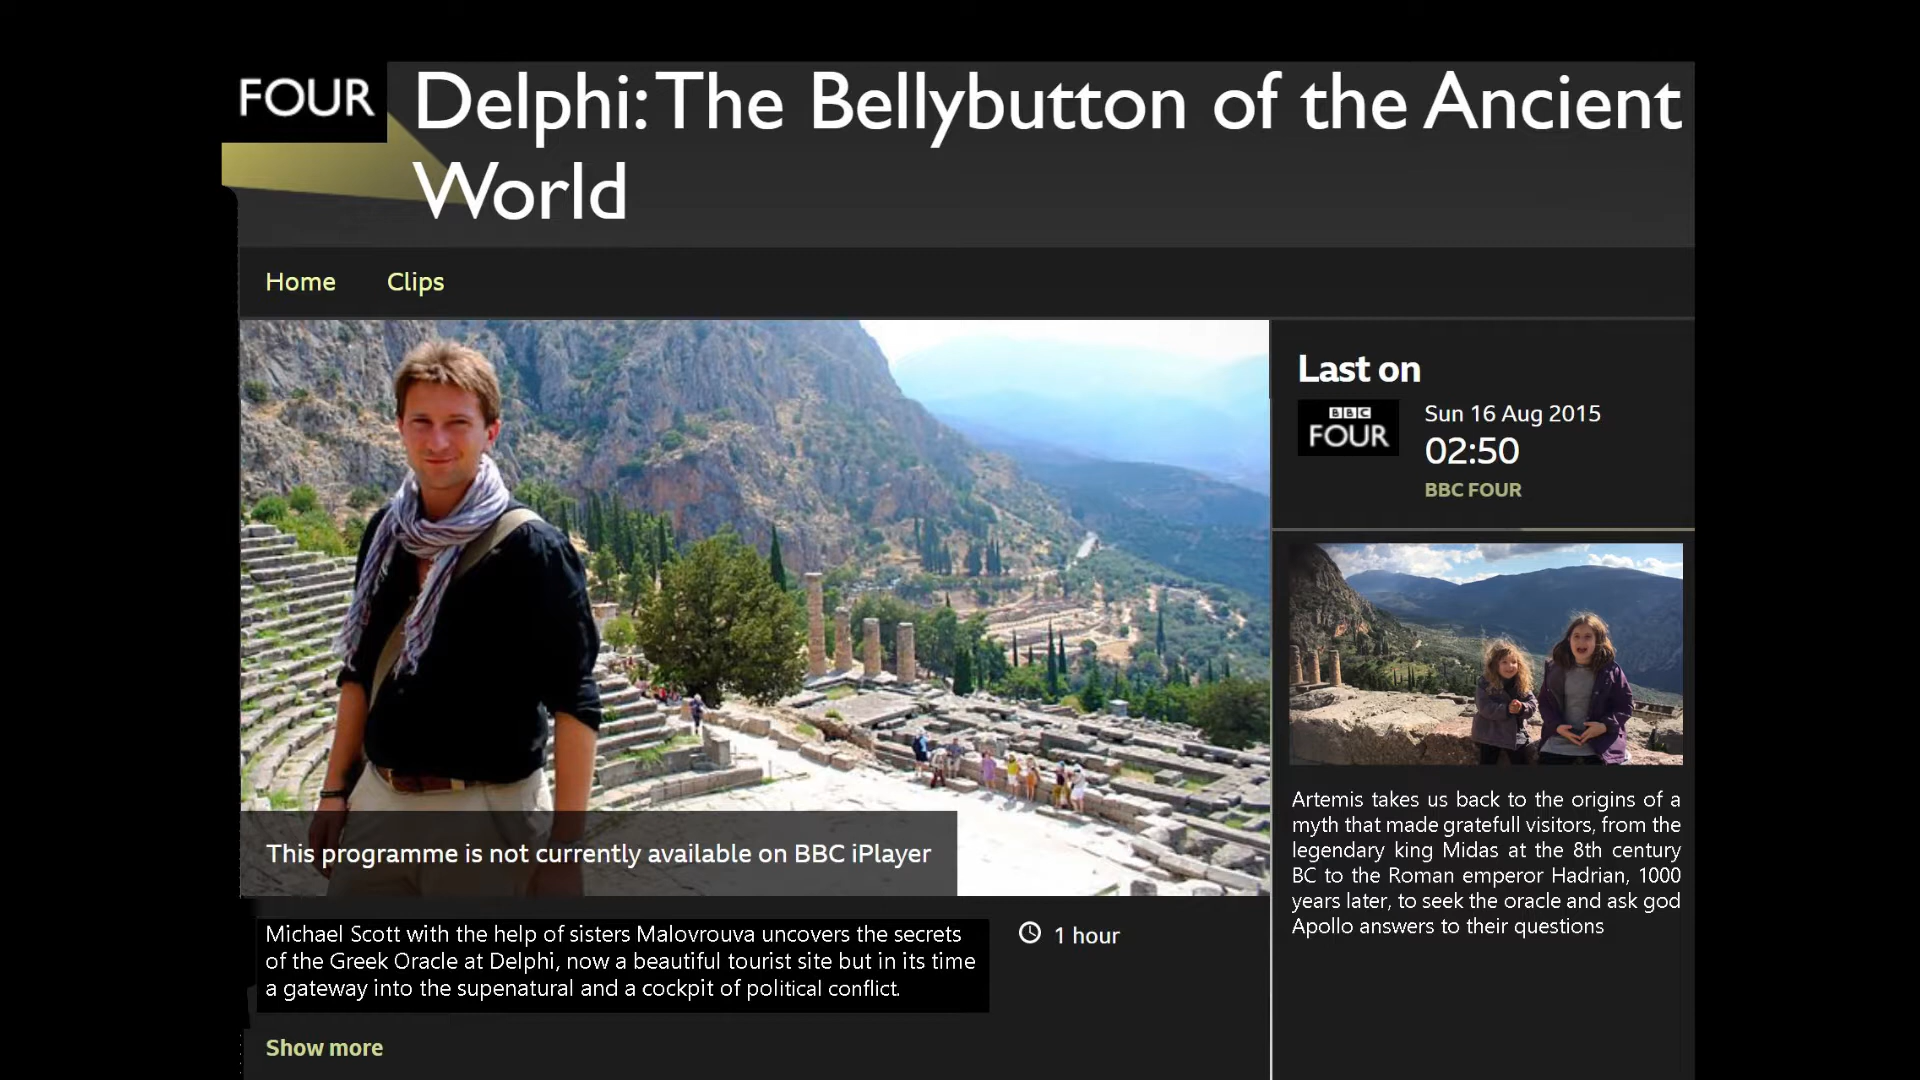 FOUR
Delphi: The Bellybutton of the Ancient
World
Home
Clips
Last on
BBC
FOUR
Sun 16 Aug 2015
02:50
BBC FOUR
This programme is not currently available on BBC iPlayer
Artemis takes us back to the origins of a
myth that made gratefull visitors, from the
legendary king Midas at the 8th century
BC to the Roman emperor Hadrian, 1000
years later, to seek the oracle and ask god
Apollo answers to their questions
Michael Scott with the help of sisters Malovrouva uncovers the secrets
of the Greek Oracle at Delphi, now a beautiful tourist site but in its time
a gateway into the supenatural and a cockpit of political conflict.
1 hour
Show more